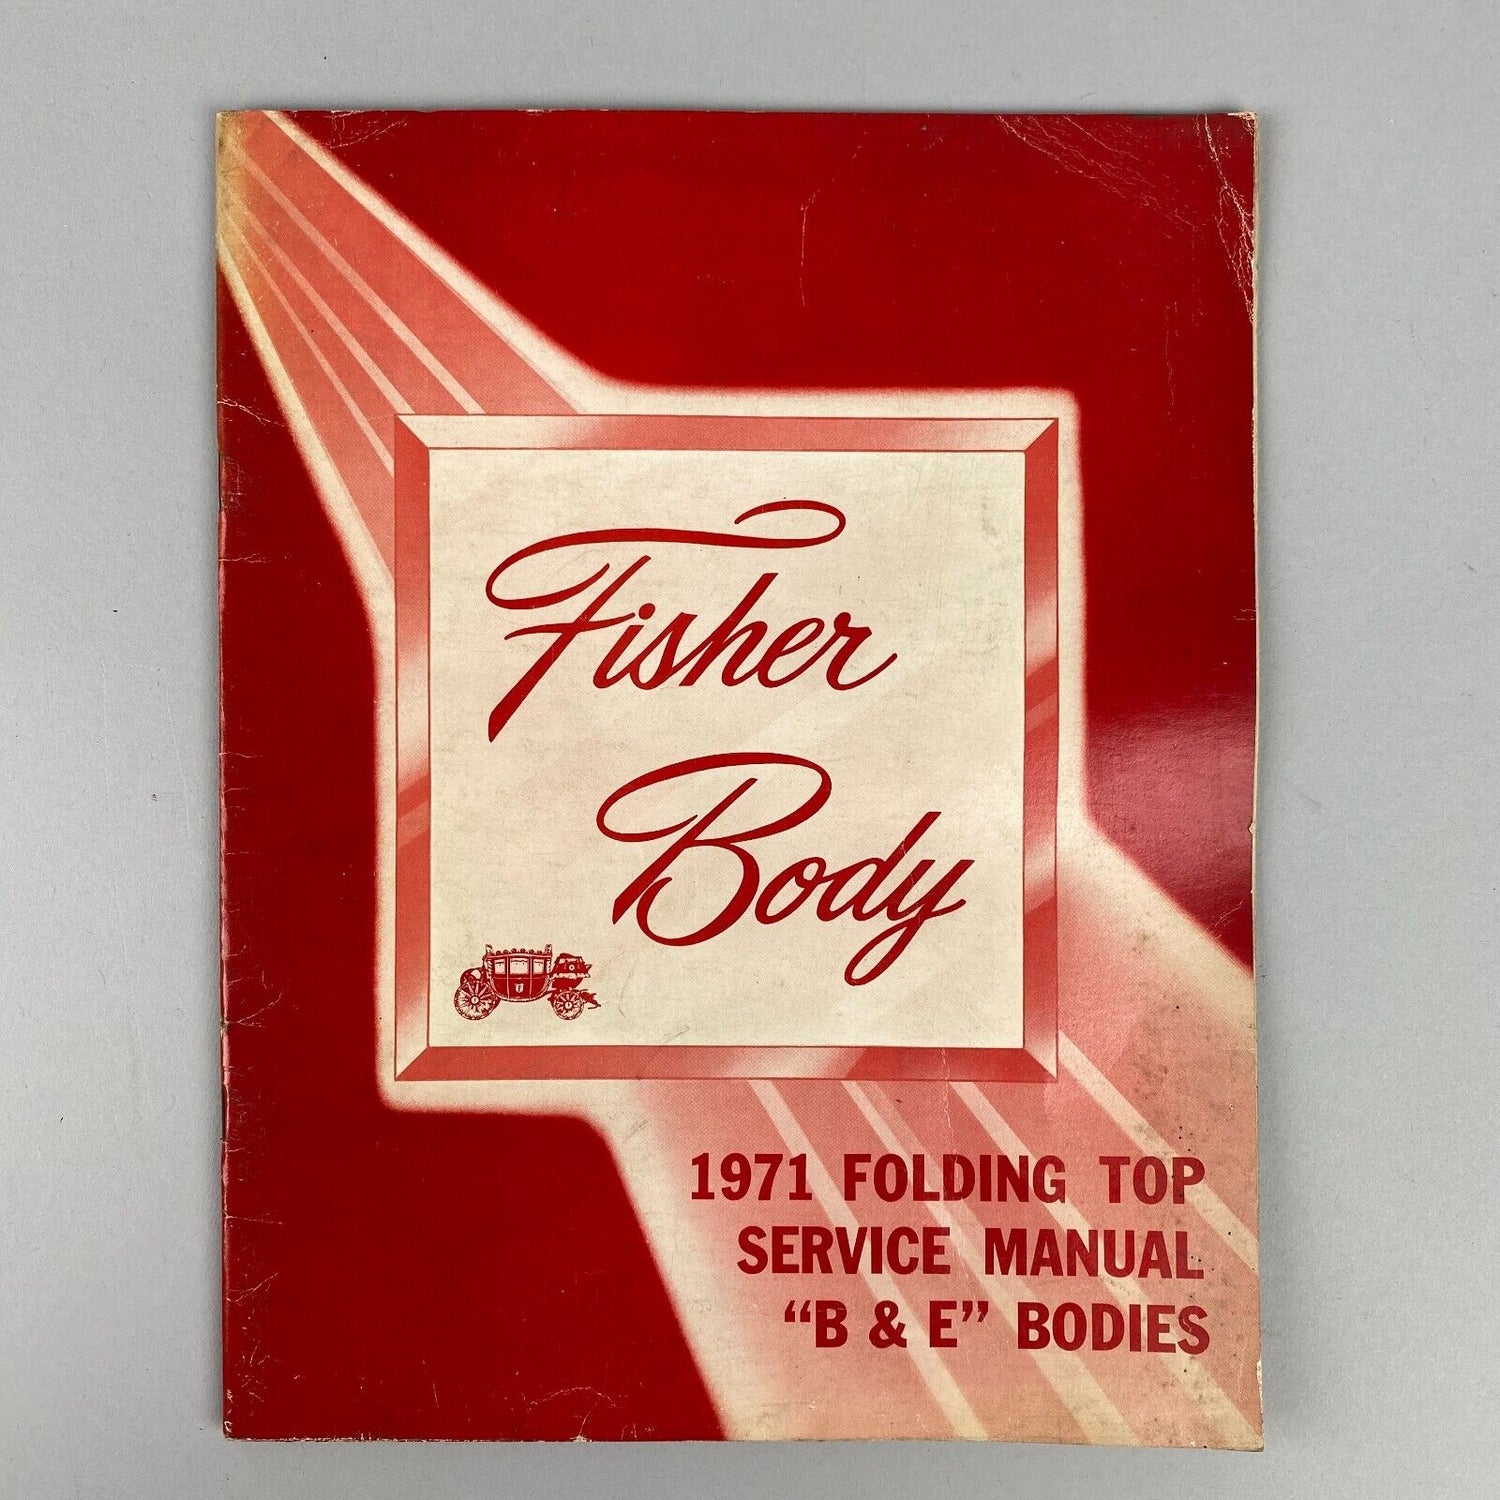 Fisher
Body
1971 FOLDING TOP
SERVICE MANUAL
“B & E” BODIES